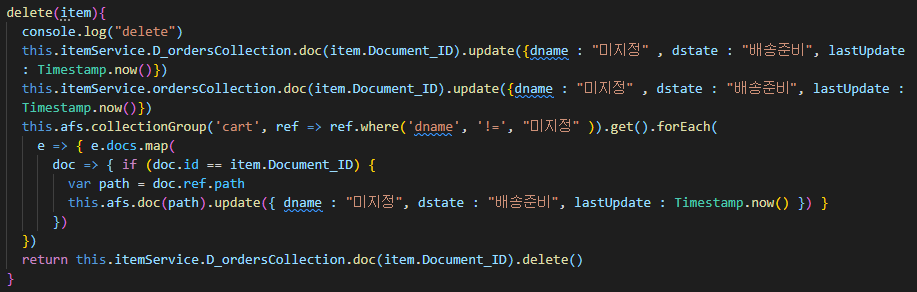 delete(item){
console.log("delete")
this.itemService.D_ordersCollection.doc(item.Document_ID).update({dname : "미지정" , dstate : "배송준비", lastUpdate
: Timestamp.now()})
this.itemService.ordersCollection.doc(item.Document_ID).update({dname : "미지정" , dstate : "배송준비", lastUpdate :
Timestamp.now()})
this.afs.collectionGroup('cart', ref => ref.where('dname', '!=', "미지정" )).get().forEach(
e => { e.docs.map(
doc => { if (doc.id == item.Document_ID) {
var path = doc.ref.path
this.afs.doc(path).update({ dname : "미지정", dstate : "배송준비", lastUpdate : Timestamp.now() }) }
})
})
return this.itemService.D_ordersCollection.doc(item.Document_ID).delete()
}